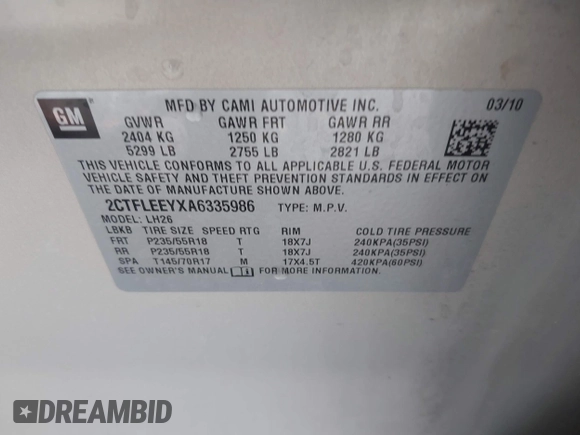 GM
MFD BY CAMI AUTOMOTIVE INC. 03/10
GVWR GAWR FRT GAWR RR
2404 KG 1250 KG 1280 KG
5299 LB 2755 LB 2821 LB
THIS VEHICLE CONFORMS TO ALL APPLICABLE U.S. FEDERAL MOTOR
VEHICLE SAFETY, BUMPER, AND THEFT PREVENTION STANDARDS IN EFFECT
ON THE DATE OF MANUFACTURE SHOWN ABOVE.
2CTFLEEYXA6335986 TYPE: M.P.V.
MODEL: LH26
LBKB TIRE SIZE SPEED RTG RIM COLD TIRE PRESSURE
FRT P235/55R18 T 18X7J 240KPA(35PSI)
RR P235/55R18 T 18X7J 240KPA(35PSI)
SPA T145/70R17 M 17X4.5T 420KPA(60PSI)
SEE OWNER'S MANUAL FOR MORE INFORMATION.
DREAMBID